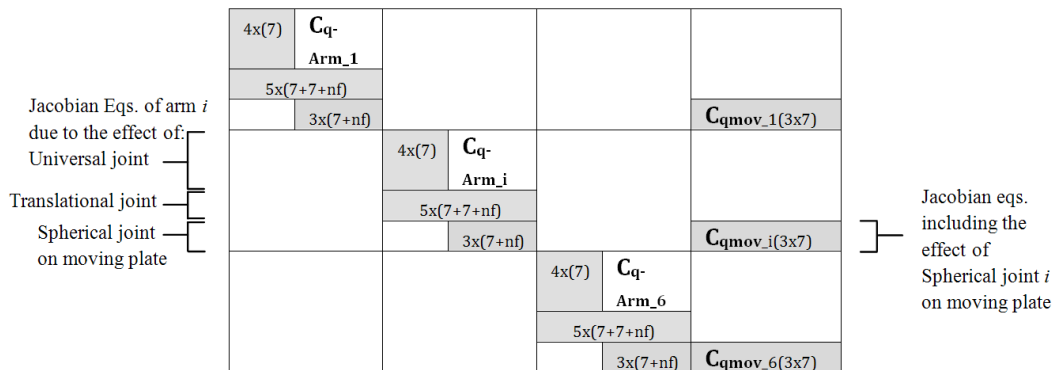 4x(7)
Cq-
Arm_1
5x(7+7+nf)
3x(7+nf)
Cqmov_1(3x7)
Jacobian Eqs. of arm i
due to the effect of:
Universal joint
Translational joint
Spherical joint
on moving plate
4x(7)
Cq-
Arm_i
5x(7+7+nf)
3x(7+nf)
Cqmov_i(3x7)
Jacobian eqs.
including the
effect of
Spherical joint i
on moving plate
4x(7)
Cq-
Arm_6
5x(7+7+nf)
3x(7+nf)
Cqmov_6(3x7)